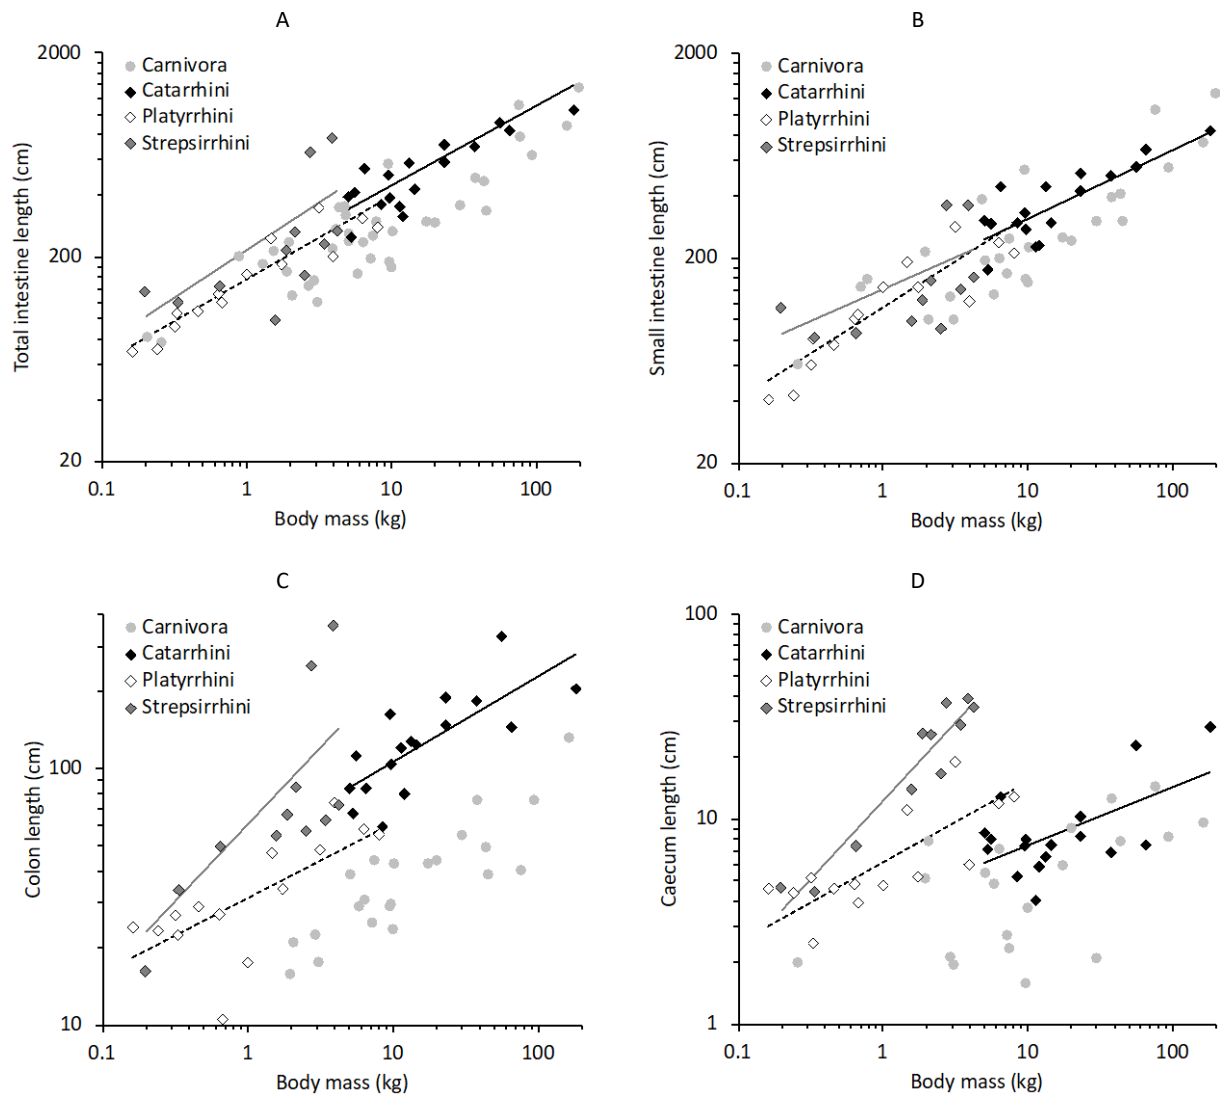 A
Total intestine length (cm)
2000
200
20
Carnivora
Catarrhini
Platyrrhini
Strepsirrhini
0.1 1 10 100
Body mass (kg)
B
Small intestine length (cm)
2000
200
20
Carnivora
Catarrhini
Platyrrhini
Strepsirrhini
0.1 1 10 100
Body mass (kg)
C
Colon length (cm)
100
10
Carnivora
Catarrhini
Platyrrhini
Strepsirrhini
0.1 1 10 100
Body mass (kg)
D
Caecum length (cm)
100
10
1
Carnivora
Catarrhini
Platyrrhini
Strepsirrhini
0.1 1 10 100
Body mass (kg)